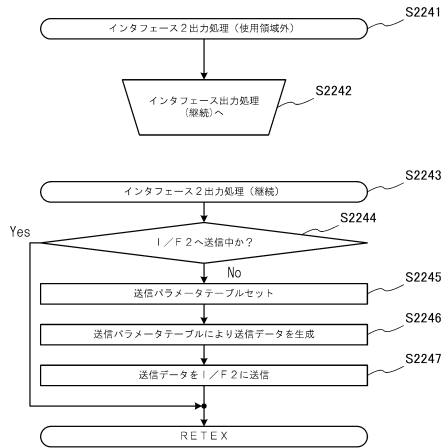 インタフェース２出力処理（使用領域外）
S2241
インタフェース出力処理
（継続）へ
S2242
インタフェース２出力処理（継続）
S2243
Ｉ／Ｆ２へ送信中か？
S2244
Yes
No
送信パラメータテーブルセット
S2245
送信パラメータテーブルにより送信データを生成
S2246
送信データをＩ／Ｆ２に送信
S2247
ＲＥＴＥＸ